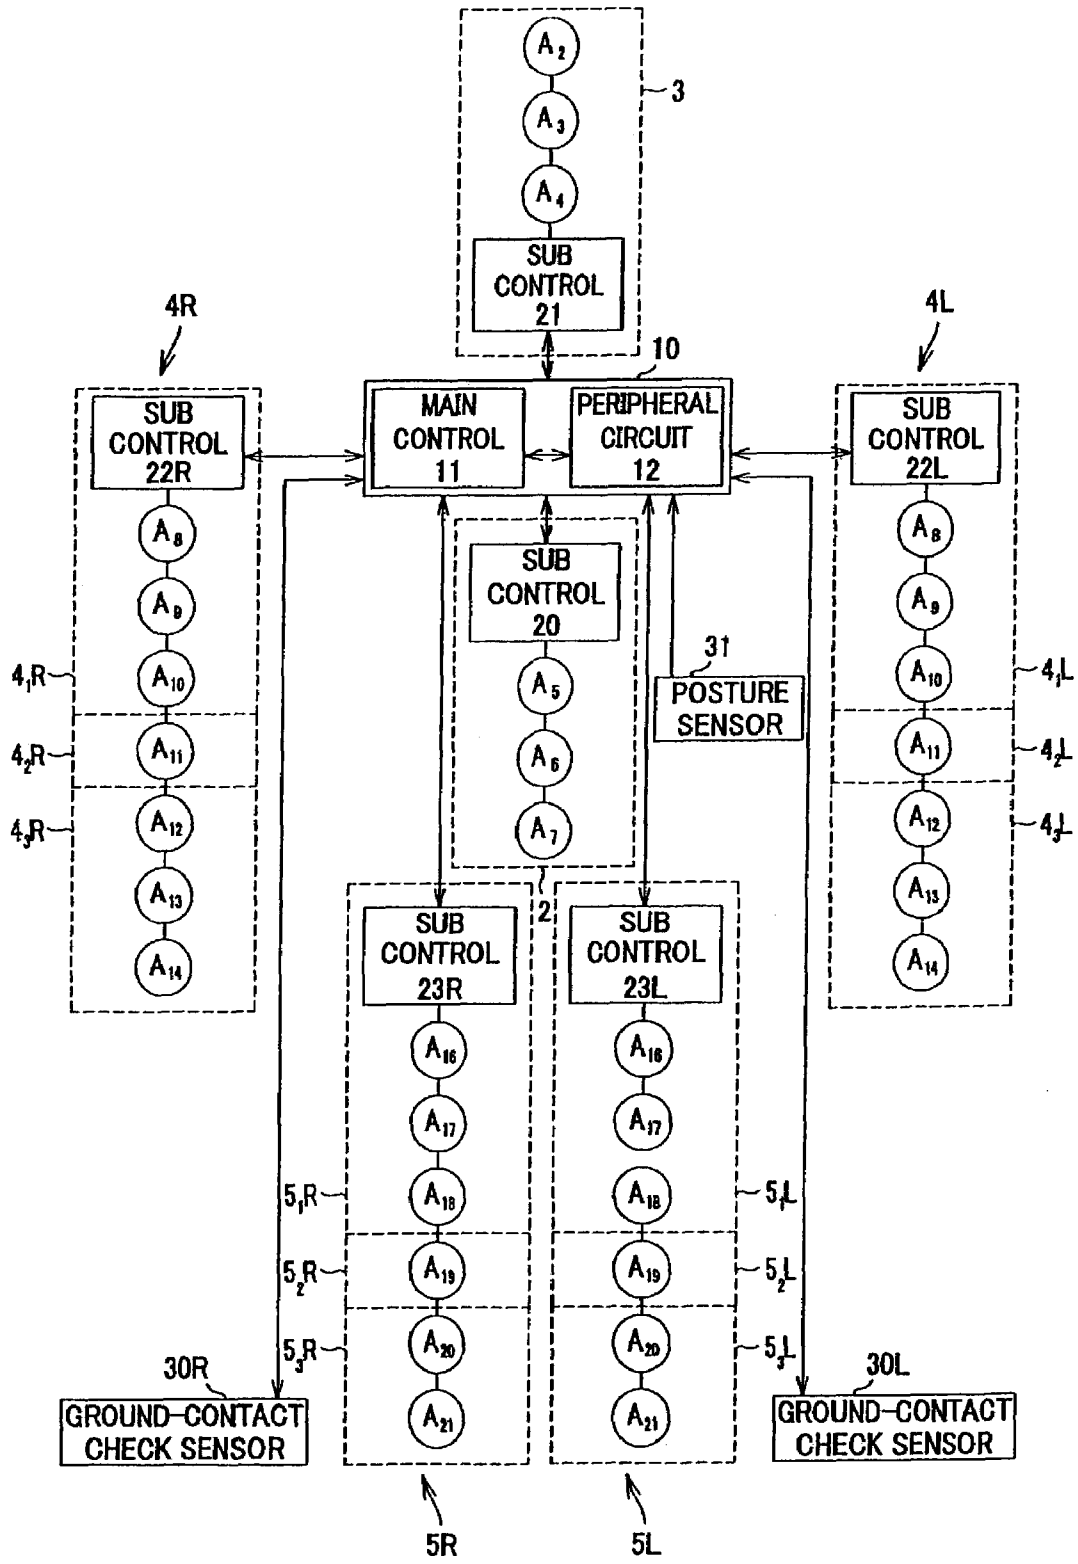 A2
A3
A4
3
SUB
CONTROL
21
4R
4L
10
SUB
CONTROL
22R
MAIN
CONTROL
11
PERIPHERAL
CIRCUIT
12
SUB
CONTROL
22L
A8
A9
A10
A11
A12
A13
A14
41R
42R
43R
SUB
CONTROL
20
A5
A6
A7
2
31
POSTURE
SENSOR
A8
A9
A10
A11
A12
A13
A14
41L
42L
43L
SUB
CONTROL
23R
A16
A17
A18
A19
A20
A21
51R
52R
53R
SUB
CONTROL
23L
A16
A17
A18
A19
A20
A21
51L
52L
53L
30R
GROUND-CONTACT
CHECK SENSOR
30L
GROUND-CONTACT
CHECK SENSOR
5R
5L